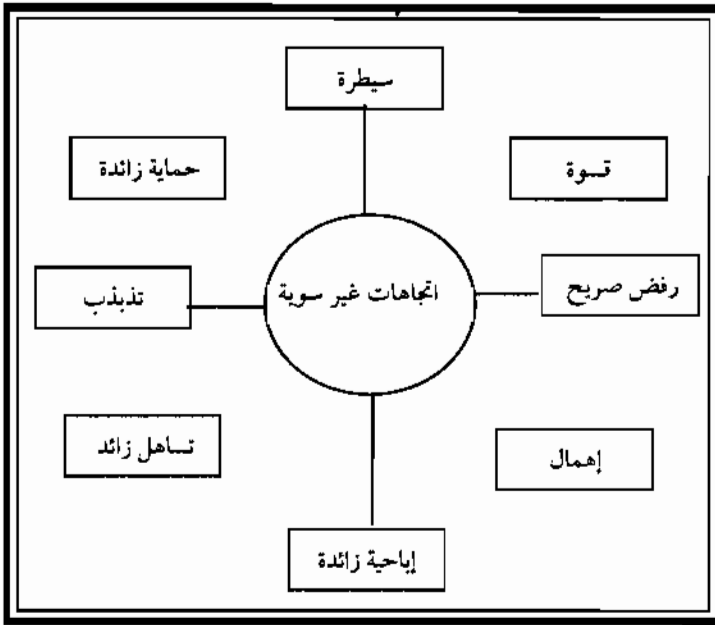 سيطرة
قسوة
حماية زائدة
رفض صريح
اتجاهات غير سوية
تذبذب
تساهل زائد
إهمال
إباحية زائدة